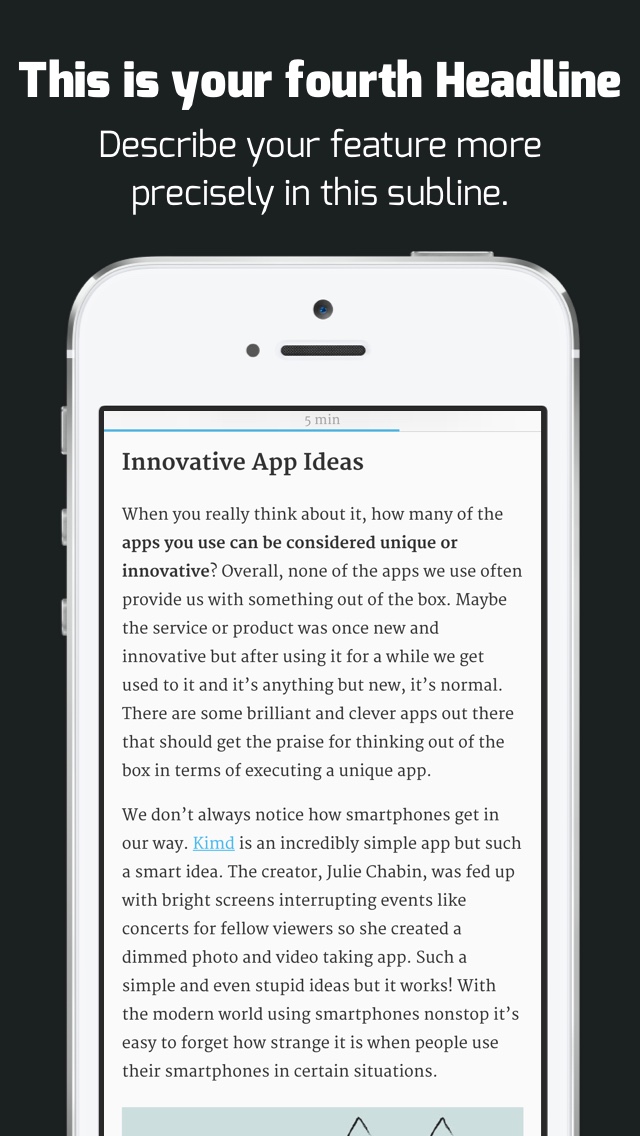 This is your fourth Headline
Describe your feature more
precisely in this subline.
5 min
Innovative App Ideas
When you really think about it, how many of the
apps you use can be considered unique or
innovative? Overall, none of the apps we use often
provide us with something out of the box. Maybe
the service or product was once new and
innovative but after using it for a while we get
used to it and it’s anything but new, it’s normal.
There are some brilliant and clever apps out there
that should get the praise for thinking out of the
box in terms of executing a unique app.
We don’t always notice how smartphones get in
our way. Kimd is an incredibly simple app but such
a smart idea. The creator, Julie Chabin, was fed up
with bright screens interrupting events like
concerts for fellow viewers so she created a
dimmed photo and video taking app. Such a
simple and even stupid ideas but it works! With
the modern world using smartphones nonstop it’s
easy to forget how strange it is when people use
their smartphones in certain situations.